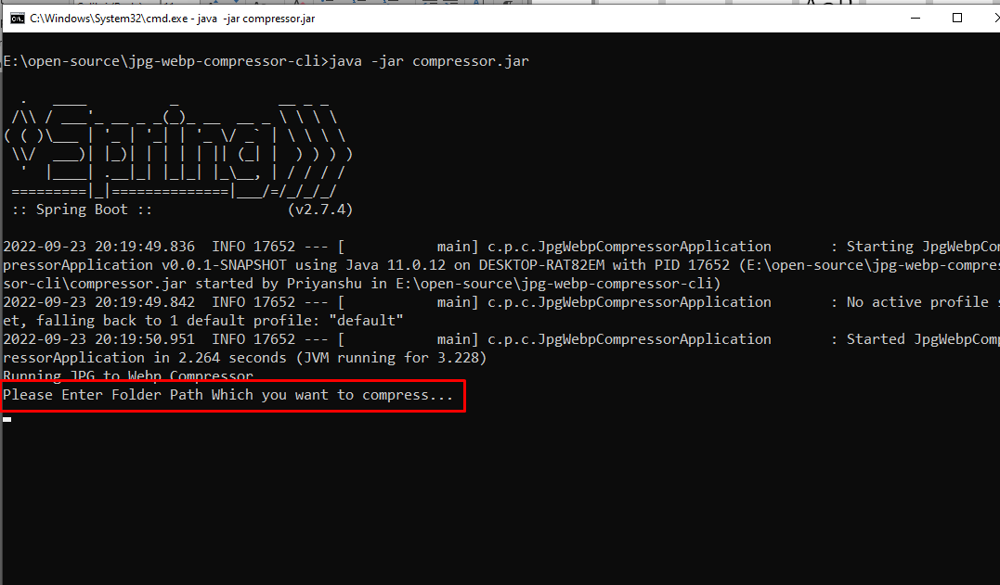 C:\Windows\System32\cmd.exe - java  -jar compressor.jar
E:\open-source\jpg-webp-compressor-cli>java -jar compressor.jar
  .   ____          _            __ _ _
 /\\ / ___'_ __ _ _(_)_ __  __ _ \ \ \ \
( ( )\___ | '_ | '_| | '_ \/ _` | \ \ \ \
 \\/  ___)| |_)| | | | | || (_| |  ) ) ) )
  '  |____| .__|_| |_|_| |_\__, | / / / /
 =========|_|==============|___/=/_/_/_/
 :: Spring Boot ::                (v2.7.4)
2022-09-23 20:19:49.836  INFO 17652 --- [           main] c.p.c.JpgWebpCompressorApplication       : Starting JpgWebpCom
pressorApplication v0.0.1-SNAPSHOT using Java 11.0.12 on DESKTOP-RAT82EM with PID 17652 (E:\open-source\jpg-webp-compres
sor-cli\compressor.jar started by Priyanshu in E:\open-source\jpg-webp-compressor-cli)
2022-09-23 20:19:49.842  INFO 17652 --- [           main] c.p.c.JpgWebpCompressorApplication       : No active profile s
et, falling back to 1 default profile: "default"
2022-09-23 20:19:50.951  INFO 17652 --- [           main] c.p.c.JpgWebpCompressorApplication       : Started JpgWebpComp
ressorApplication in 2.264 seconds (JVM running for 3.228)
Running JPG to Webp Compressor
Please Enter Folder Path Which you want to compress...